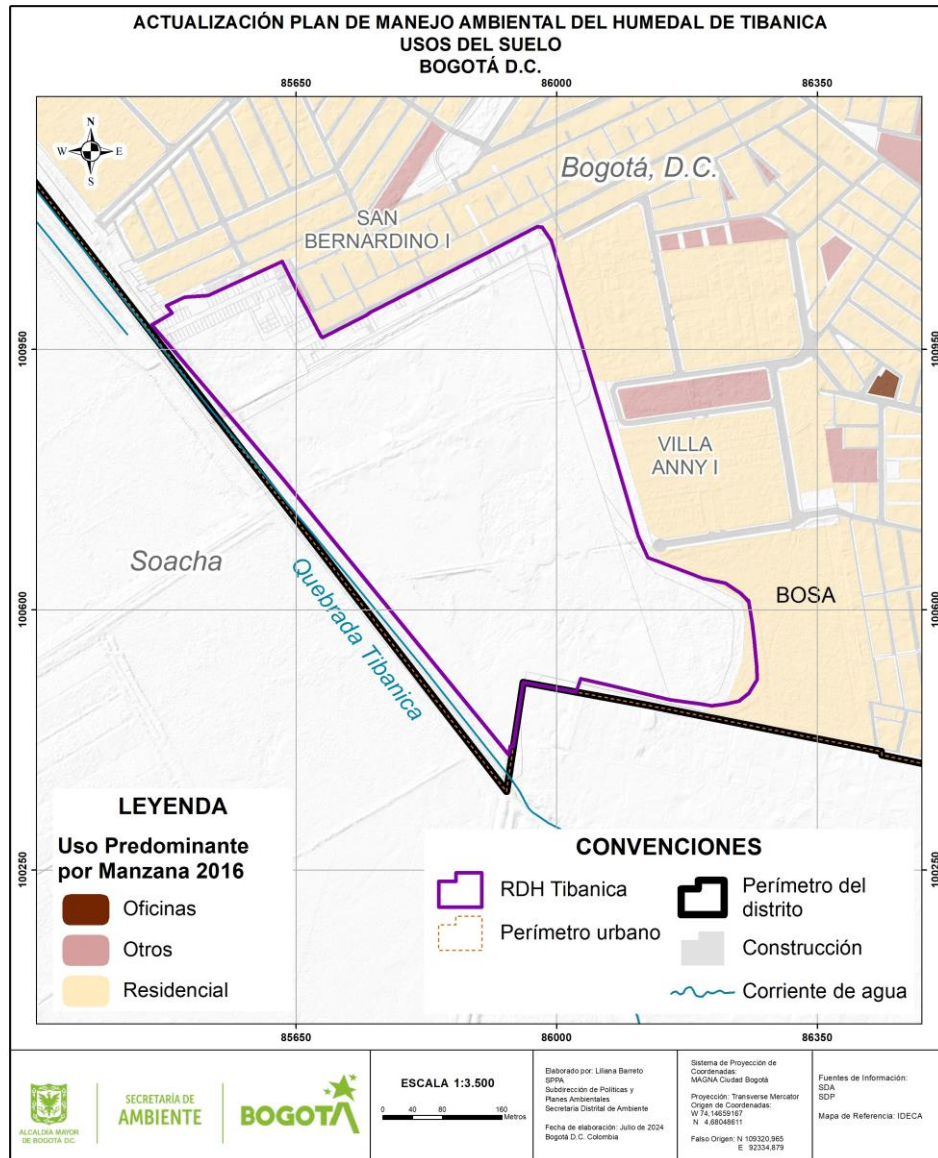 ACTUALIZACIÓN PLAN DE MANEJO AMBIENTAL DEL HUMEDAL DE TIBANICA
USOS DEL SUELO
BOGOTÁ D.C.
85650
86000
86350
N
W
E
S
Bogotá, D.C.
SAN
BERNARDINO I
100950
100950
VILLA
ANNY I
Soacha
Quebrada Tibanica
BOSA
100600
100600
LEYENDA
Uso Predominante
por Manzana 2016
Oficinas
Otros
Residencial
CONVENCIONES
RDH Tibanica
Perímetro urbano
Perímetro del
distrito
Construcción
Corriente de agua
100250
100250
85650
86000
86350
ALCALDÍA MAYOR
DE BOGOTÁ D.C.
SECRETARÍA DE
AMBIENTE
BOGOTÁ
ESCALA 1:3.500
0 40 80 160
Metros
Elaborado por: Liliana Barreto
SPPA
Subdirección de Políticas y
Planes Ambientales
Secretaria Distrital de Ambiente
Fecha de elaboración: Julio de 2024
Bogotá D.C. Colombia
Sistema de Proyección de
Coordenadas:
MAGNA Ciudad Bogotá
Proyección: Transverse Mercator
Origen de Coordenadas:
W 74,14659167
N 4,68048611
Falso Origen: N 109320,965
E 92334,879
Fuentes de Información:
SDA
SDP
Mapa de Referencia: IDECA